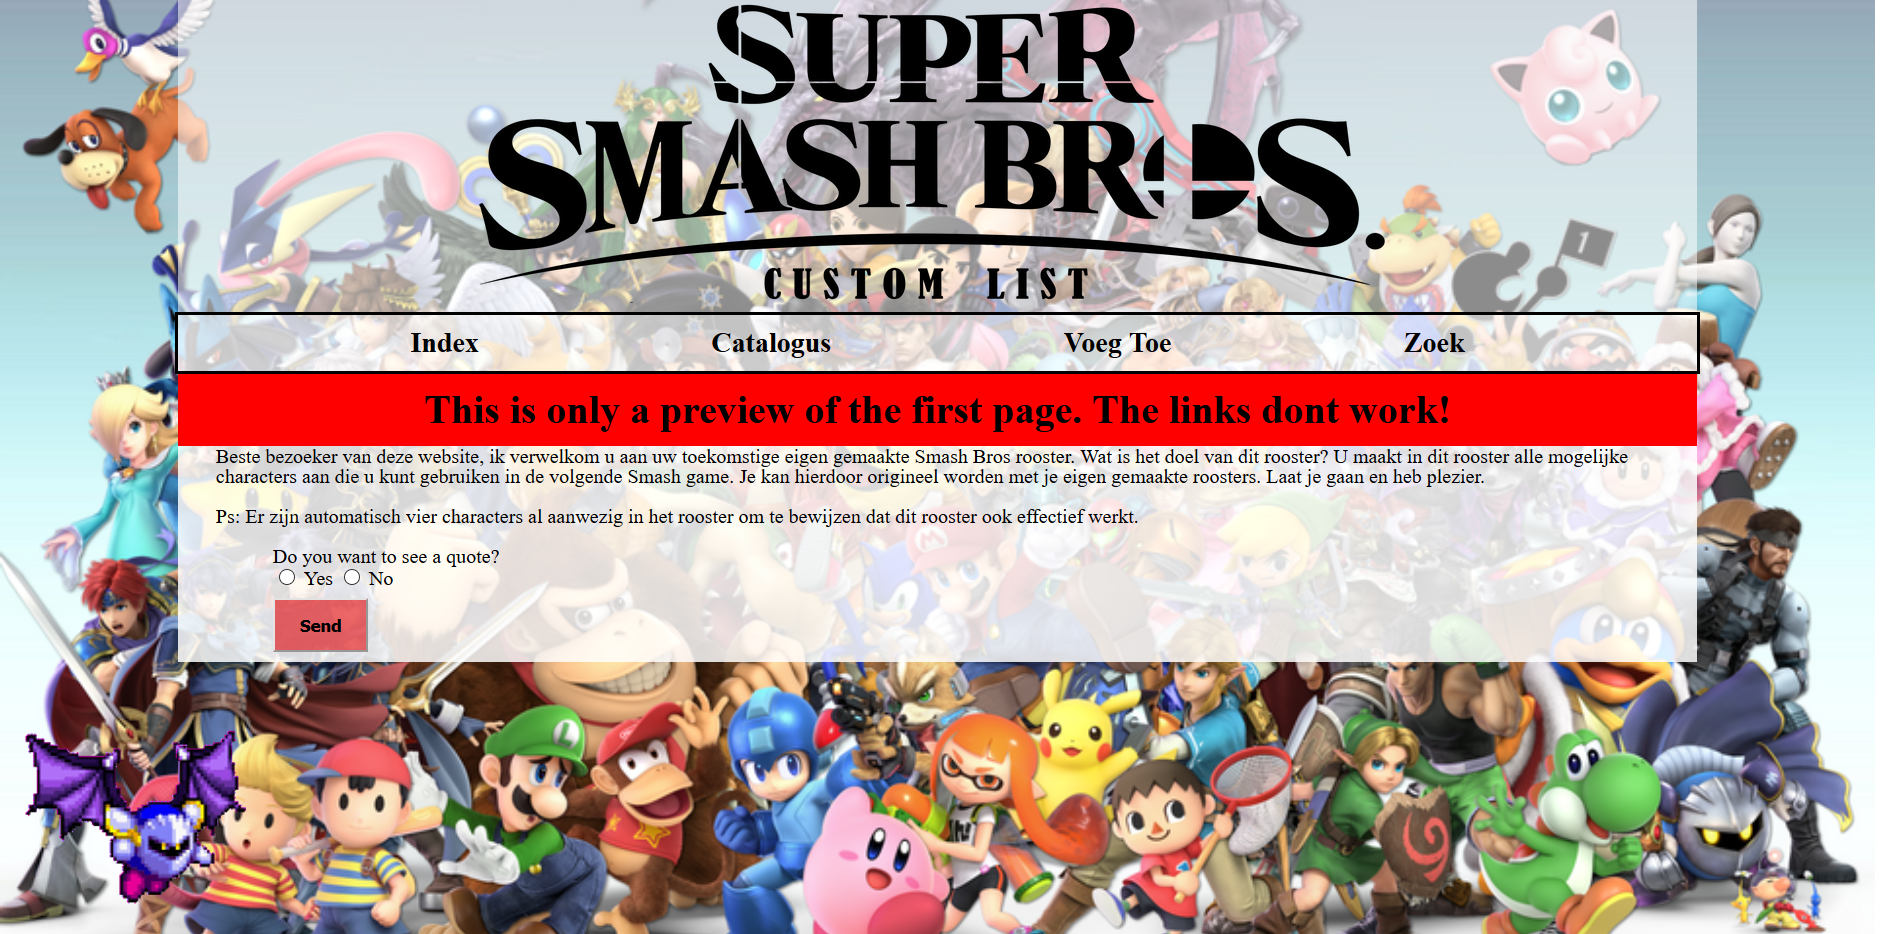 SUPER
SMASH BROS.
CUSTOM LIST
Index Catalogus Voeg Toe Zoek
This is only a preview of the first page. The links dont work!
Beste bezoeker van deze website, ik verwelkom u aan uw toekomstige eigen gemaakte Smash Bros rooster. Wat is het doel van dit rooster? U maakt in dit rooster alle mogelijke
characters aan die u kunt gebruiken in de volgende Smash game. Je kan hierdoor origineel worden met je eigen gemaakte roosters. Laat je gaan en heb plezier.
Ps: Er zijn automatisch vier characters al aanwezig in het rooster om te bewijzen dat dit rooster ook effectief werkt.
Do you want to see a quote?
Yes No
Send
1
L